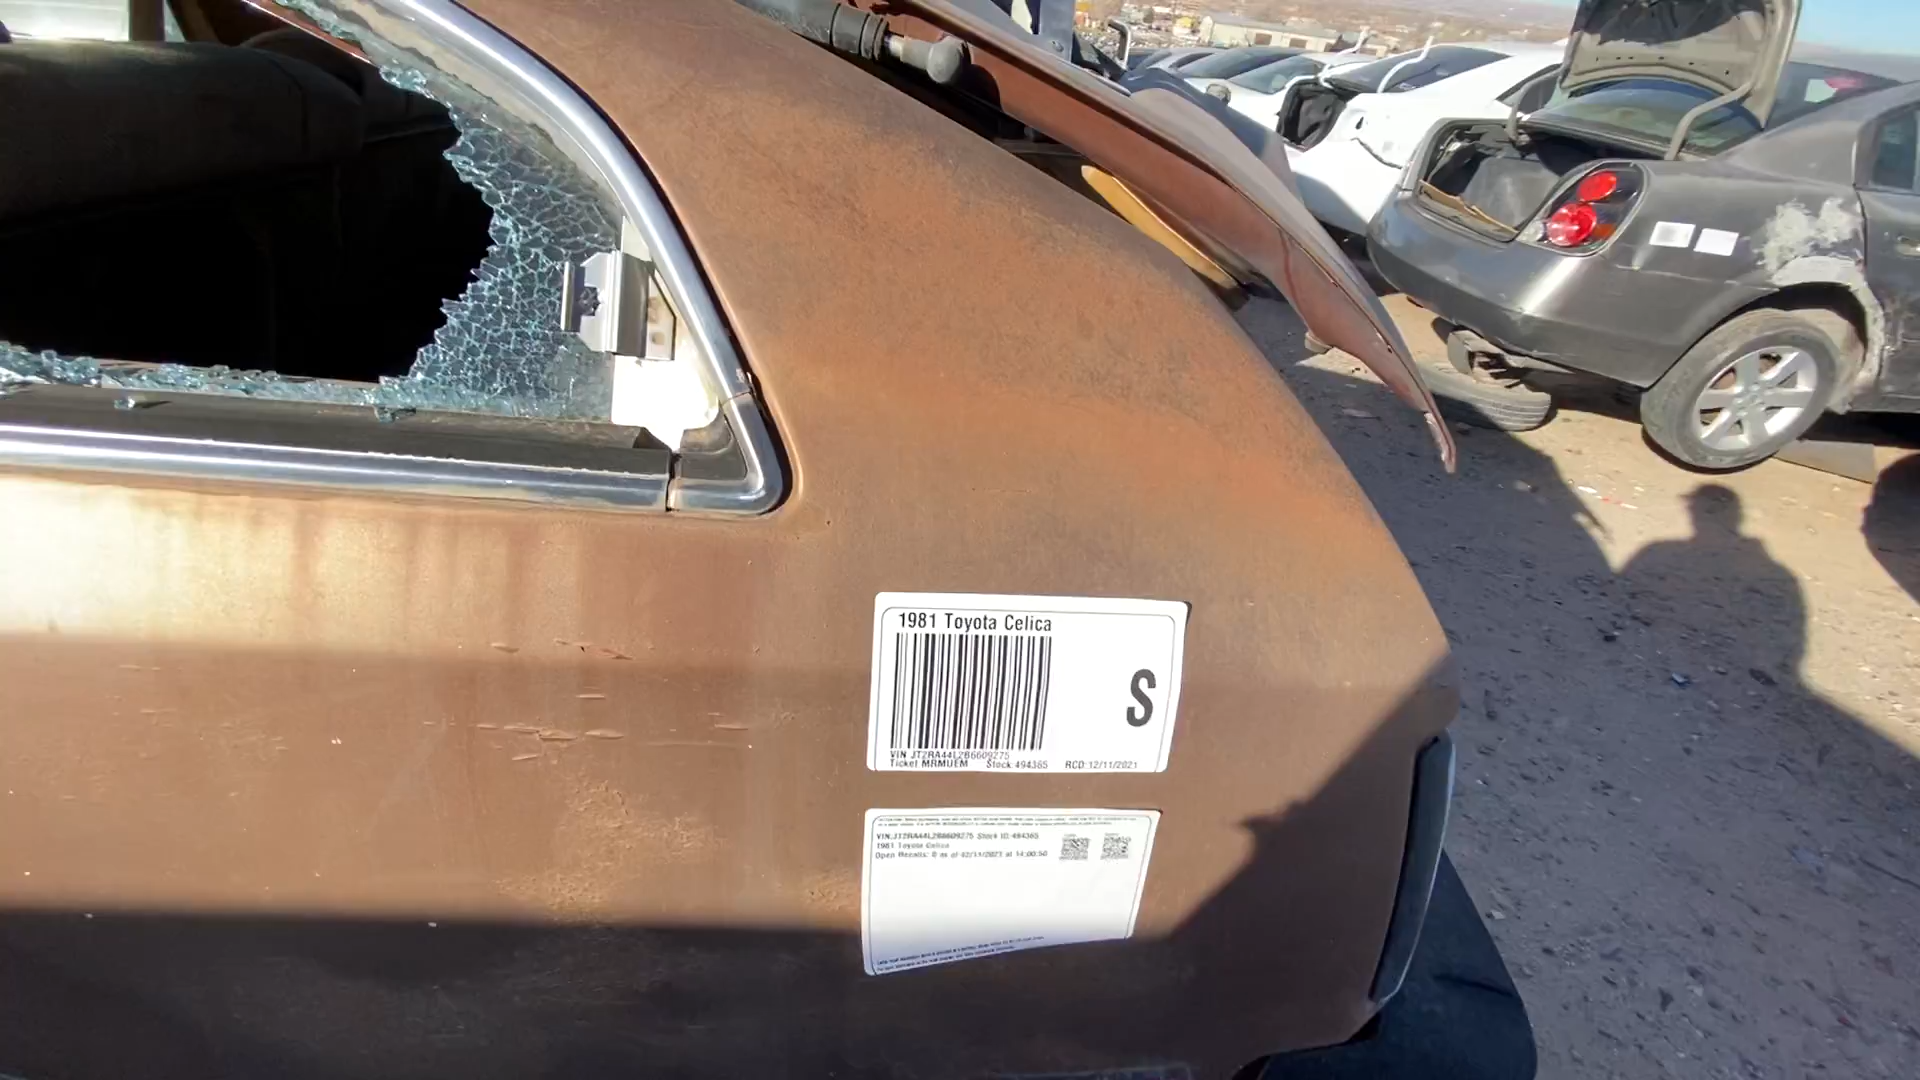 1981 Toyota Celica
S
VIN JT2RA44L2B6609275
Ticket MRMUEM Stock:494365 RCD:12/11/2021
VIN:JT2RA44L2B6609275 Stock ID:494365
1981 Toyota Celica
Open Recalls: 0 as of 12/11/2021 at 14:00:50